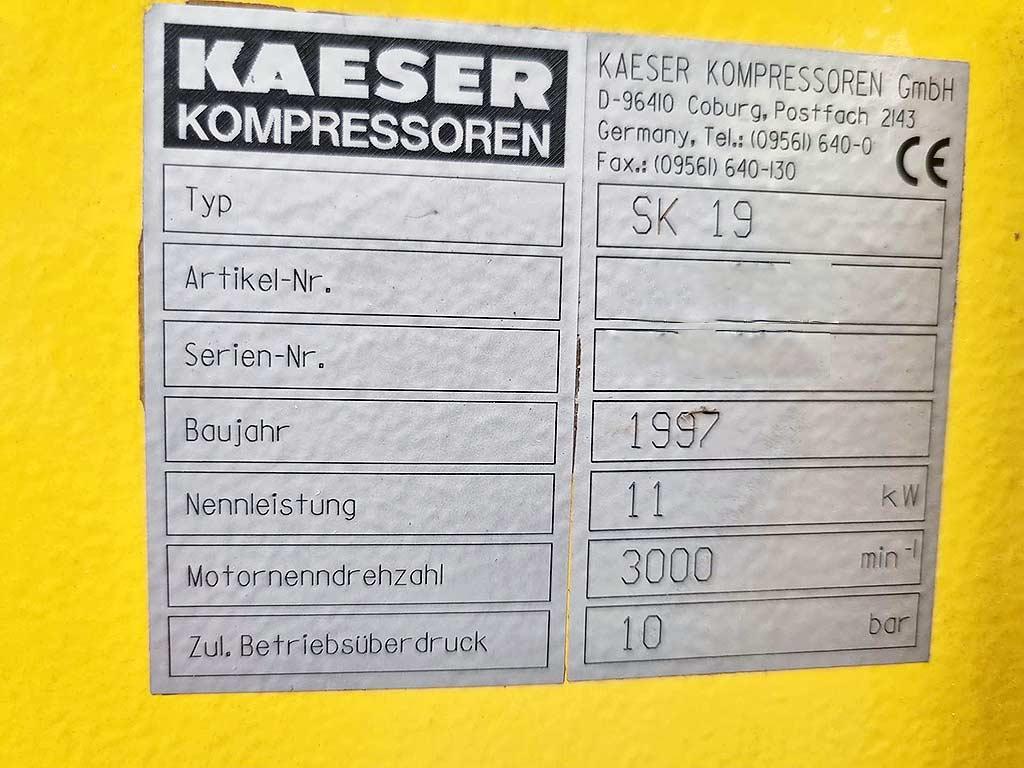 KAESER
KOMPRESSOREN
KAESER KOMPRESSOREN GmbH
D-96410 Coburg, Postfach 2143
Germany, Tel.: (09561) 640-0
Fax.: (09561) 640-130
CE
Typ SK 19
Artikel-Nr.
Serien-Nr.
Baujahr 1997
Nennleistung 11 kW
Motornenndrehzahl 3000 min⁻¹
Zul. Betriebsüberdruck 10 bar